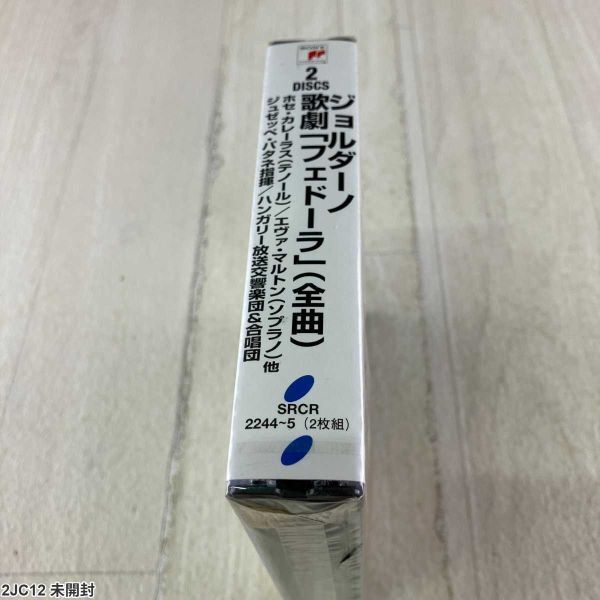 SONY
2
DISCS
ジョルダーノ
歌劇「フェドーラ」(全曲)
ホセ・カレーラス(テノール)/エヴァ・マルトン(ソプラノ)他
ジュゼッペ・パタネ指揮/ハンガリー放送交響楽団&合唱団
SRCR
2244~5 (2枚組)
2JC12 未開封